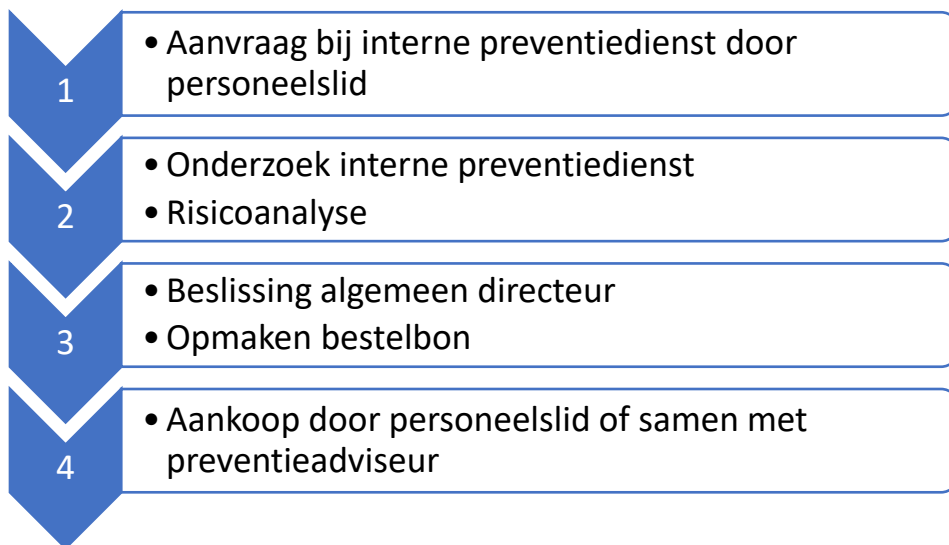 1
• Aanvraag bij interne preventiedienst door
personeelslid
2
• Onderzoek interne preventiedienst
• Risicoanalyse
3
• Beslissing algemeen directeur
• Opmaken bestelbon
4
• Aankoop door personeelslid of samen met
preventieadviseur